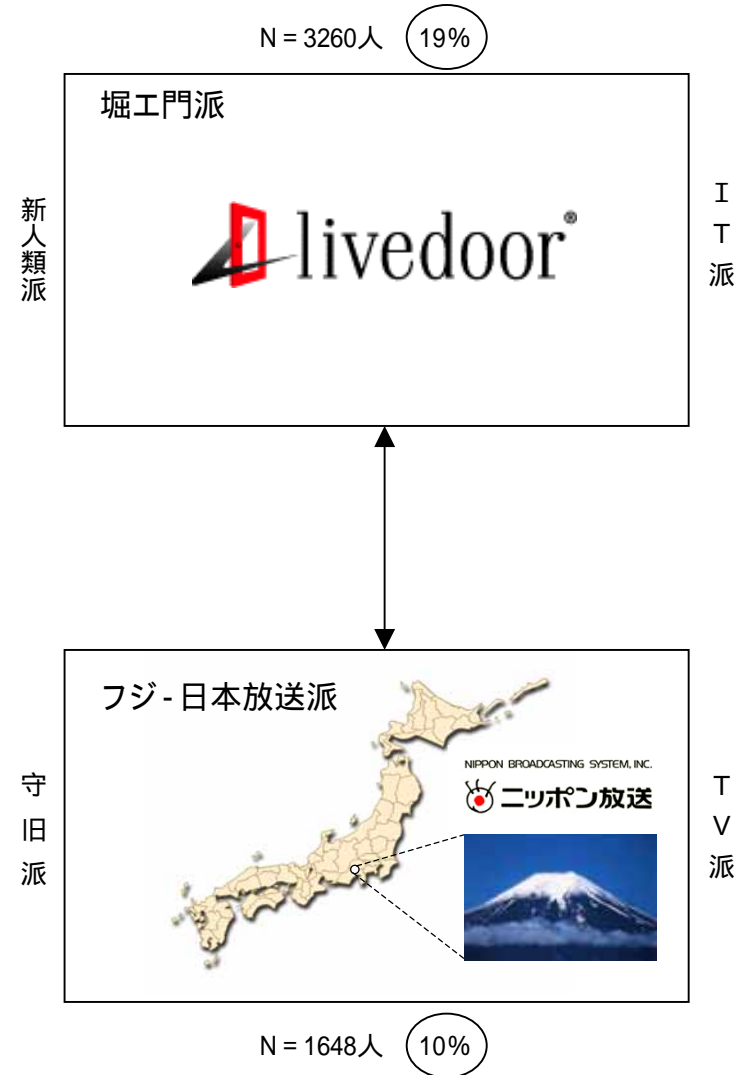 N = 3260人 19%
堀エ門派
新人類派
livedoor®
IT派
フジ - 日本放送派
NIPPON BROADCASTING SYSTEM, INC.
ニッポン放送
守旧派
TV派
N = 1648人 10%